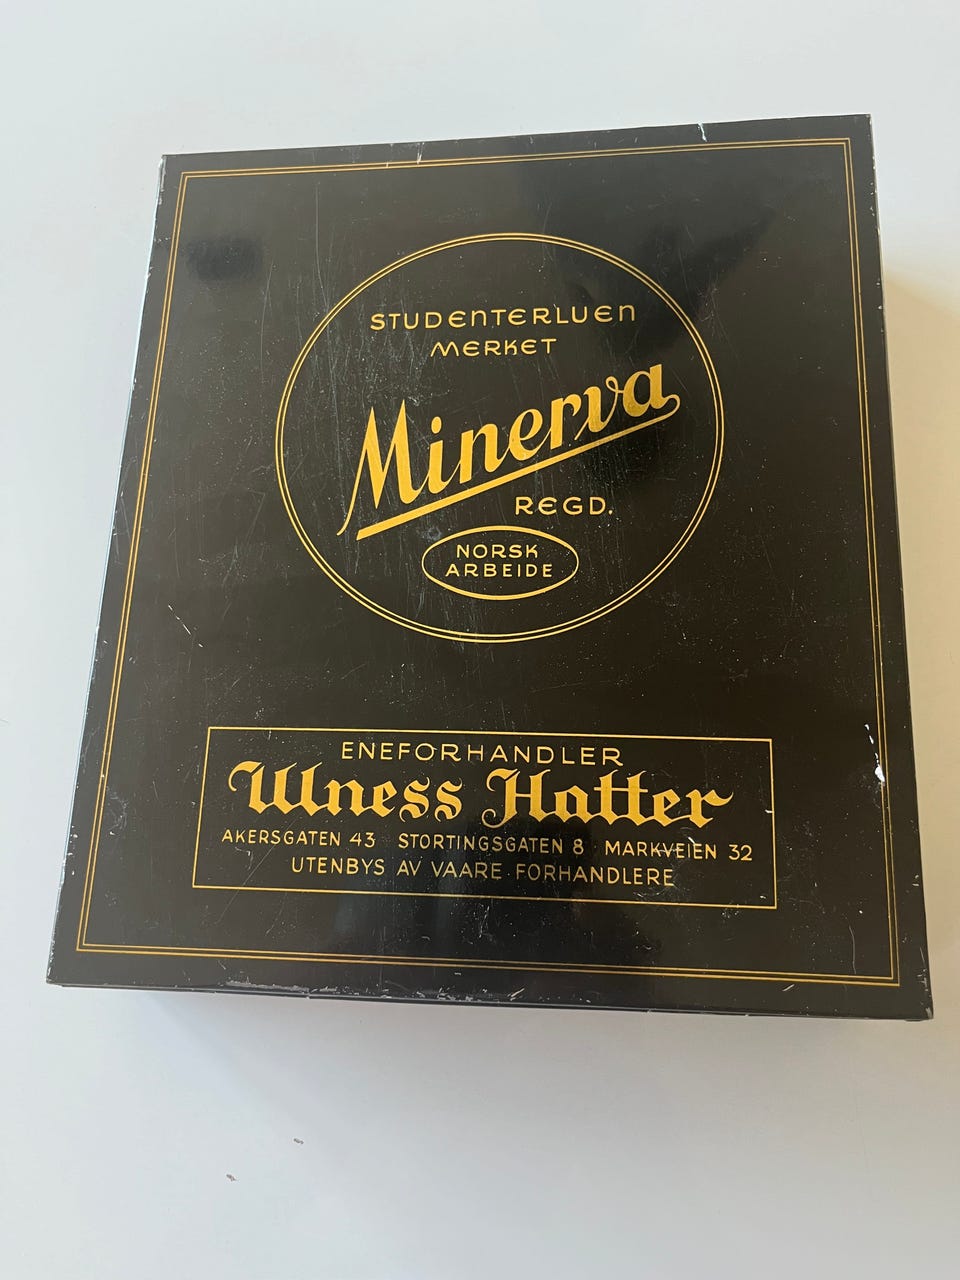 STUDENTERLUEN
MERKET
Minerva
REGD.
NORSK
ARBEIDE
ENEFORHANDLER
Ulness Hatter
AKERSGATEN 43 STORTINGSGATEN 8 MARKVEIEN 32
UTENBYS AV VAARE FORHANDLERE